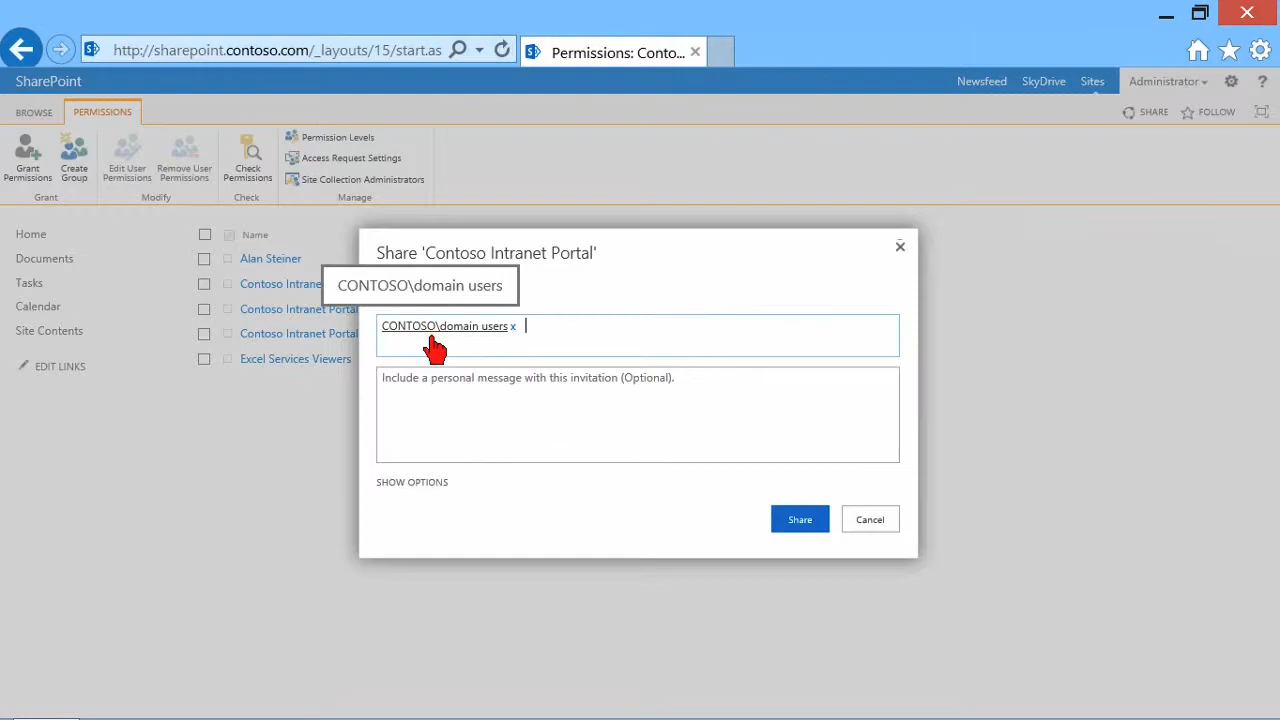 http://sharepoint.contoso.com/_layouts/15/start.as
Permissions: Conto...
SharePoint
Newsfeed
SkyDrive
Sites
Administrator
?
BROWSE
PERMISSIONS
SHARE
FOLLOW
Grant Permissions
Create Group
Edit User Permissions
Remove User Permissions
Check Permissions
Permission Levels
Access Request Settings
Site Collection Administrators
Grant
Modify
Check
Manage
Home
Documents
Tasks
Calendar
Site Contents
EDIT LINKS
Name
Alan Steiner
Contoso Intrane
Contoso Intranet Portal
Contoso Intranet Portal
Excel Services Viewers
Share 'Contoso Intranet Portal'
CONTOSO\domain users
CONTOSO\domain users x
Include a personal message with this invitation (Optional).
SHOW OPTIONS
Share
Cancel